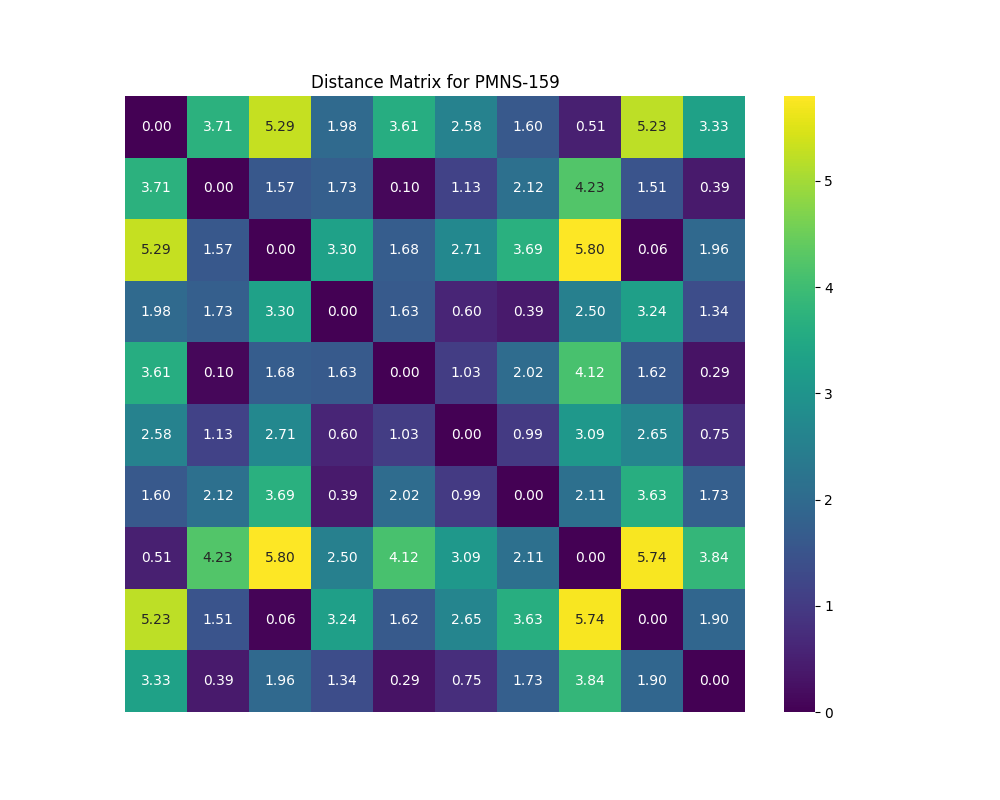 Distance Matrix for PMNS-159
0.00 3.71 5.29 1.98 3.61 2.58 1.60 0.51 5.23 3.33
3.71 0.00 1.57 1.73 0.10 1.13 2.12 4.23 1.51 0.39
5.29 1.57 0.00 3.30 1.68 2.71 3.69 5.80 0.06 1.96
1.98 1.73 3.30 0.00 1.63 0.60 0.39 2.50 3.24 1.34
3.61 0.10 1.68 1.63 0.00 1.03 2.02 4.12 1.62 0.29
2.58 1.13 2.71 0.60 1.03 0.00 0.99 3.09 2.65 0.75
1.60 2.12 3.69 0.39 2.02 0.99 0.00 2.11 3.63 1.73
0.51 4.23 5.80 2.50 4.12 3.09 2.11 0.00 5.74 3.84
5.23 1.51 0.06 3.24 1.62 2.65 3.63 5.74 0.00 1.90
3.33 0.39 1.96 1.34 0.29 0.75 1.73 3.84 1.90 0.00
5
4
3
2
1
0